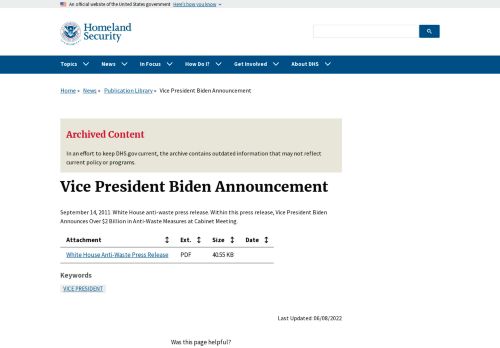 An official website of the United States government Here's how you know
Homeland
Security
Topics News In Focus How Do I? Get Involved About DHS
Home » News » Publication Library » Vice President Biden Announcement
Archived Content
In an effort to keep DHS.gov current, the archive contains outdated information that may not reflect
current policy or programs.
Vice President Biden Announcement
September 14, 2011 White House anti-waste press release. Within this press release, Vice President Biden
Announces Over $2 Billion in Anti-Waste Measures at Cabinet Meeting.
Attachment Ext. Size Date
White House Anti-Waste Press Release PDF 40.55 KB
Keywords
VICE PRESIDENT
Last Updated: 06/08/2022
Was this page helpful?